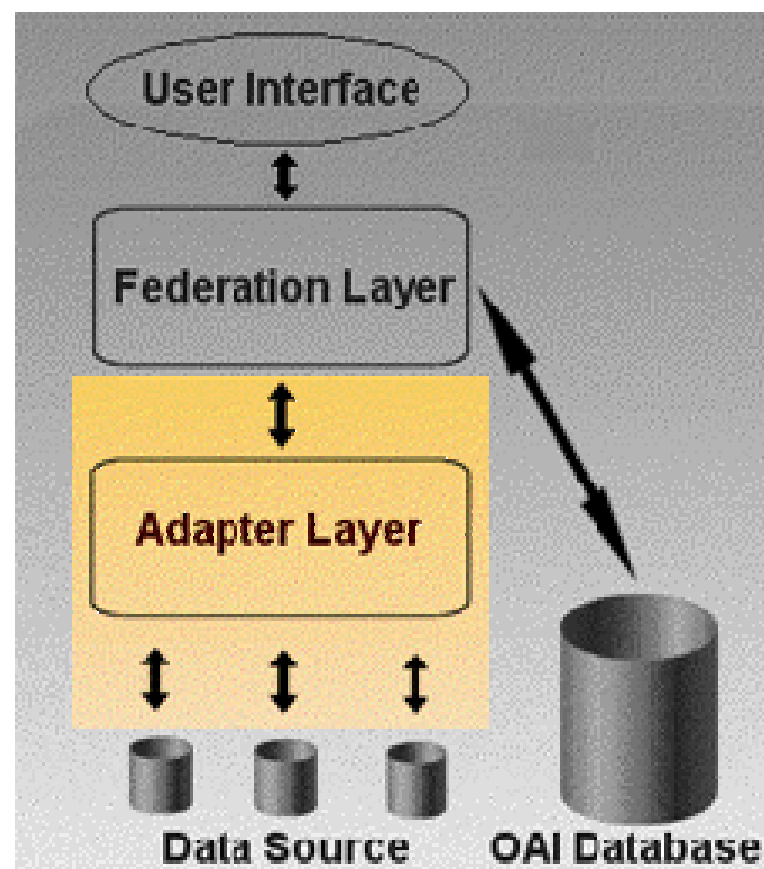 User Interface
Federation Layer
Adapter Layer
Data Source
OAI Database